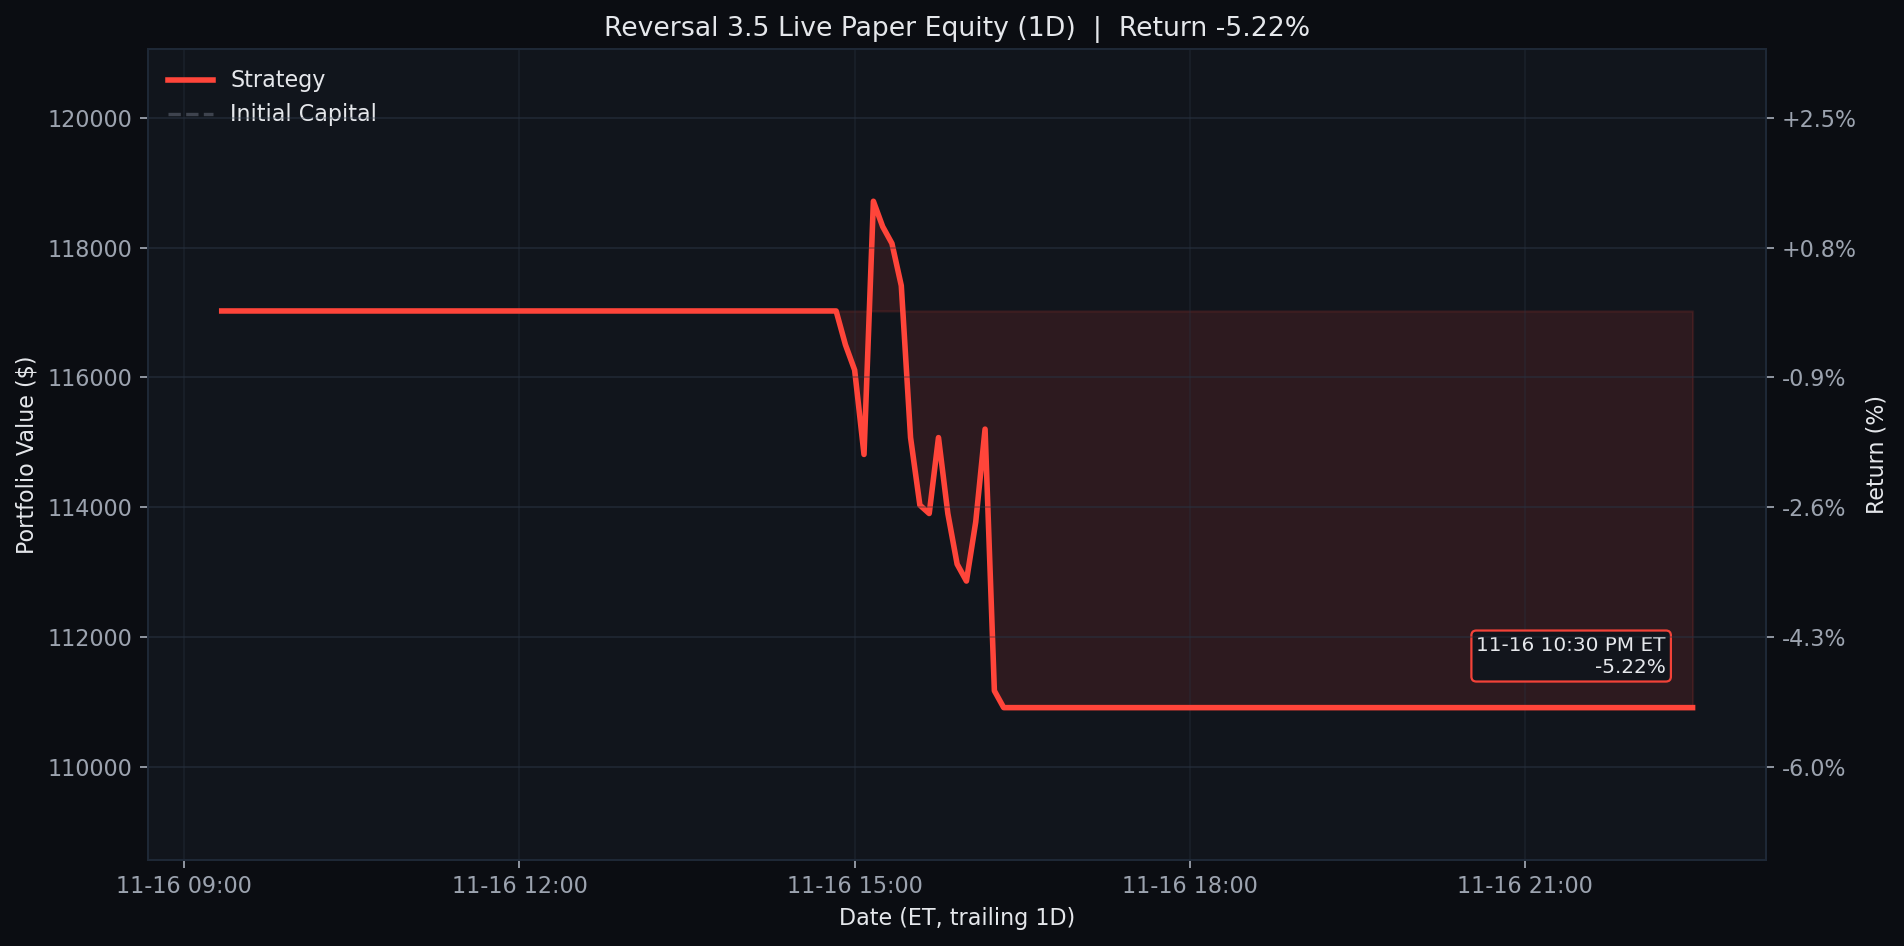 Reversal 3.5 Live Paper Equity (1D) | Return -5.22%
Strategy
Initial Capital
120000
118000
116000
114000
112000
110000
Portfolio Value ($)
+2.5%
+0.8%
-0.9%
-2.6%
-4.3%
-6.0%
Return (%)
11-16 10:30 PM ET
-5.22%
11-16 09:00
11-16 12:00
11-16 15:00
11-16 18:00
11-16 21:00
Date (ET, trailing 1D)